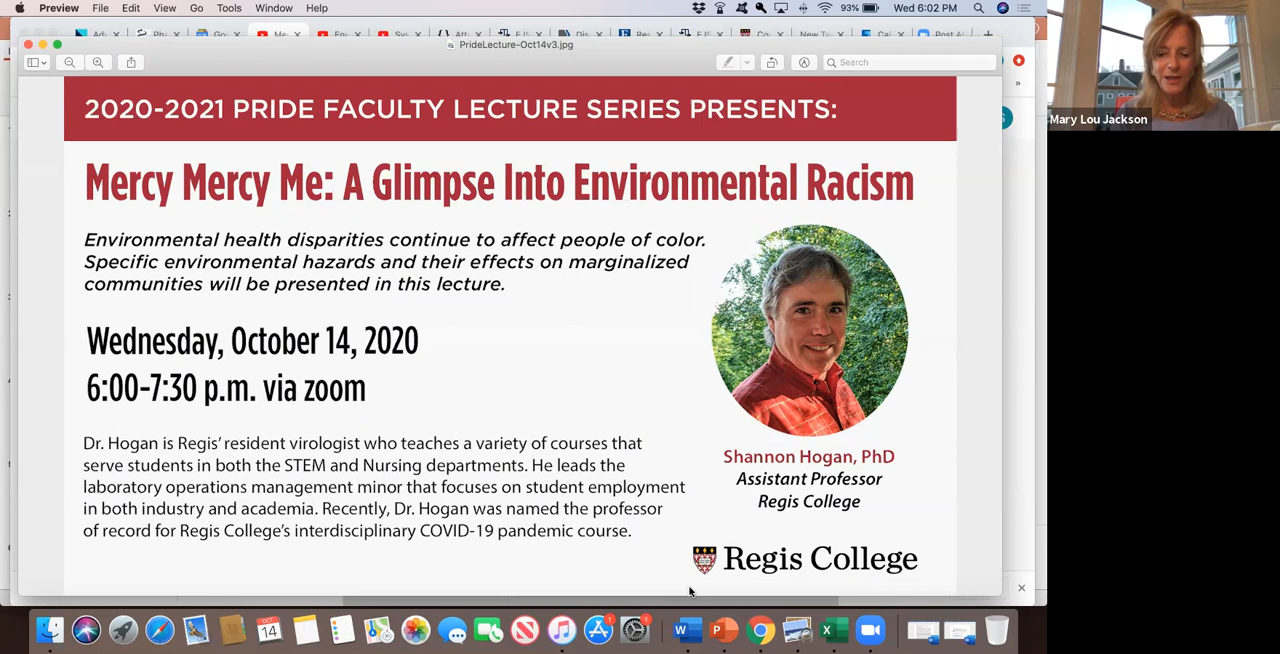 Preview File Edit View Go Tools Window Help
93% Wed 6:02 PM
PrideLecture-Oct14v3.jpg
Search
2020-2021 PRIDE FACULTY LECTURE SERIES PRESENTS:
Mercy Mercy Me: A Glimpse Into Environmental Racism
Environmental health disparities continue to affect people of color.
Specific environmental hazards and their effects on marginalized
communities will be presented in this lecture.
Wednesday, October 14, 2020
6:00-7:30 p.m. via zoom
Dr. Hogan is Regis' resident virologist who teaches a variety of courses that
serve students in both the STEM and Nursing departments. He leads the
laboratory operations management minor that focuses on student employment
in both industry and academia. Recently, Dr. Hogan was named the professor
of record for Regis College's interdisciplinary COVID-19 pandemic course.
Shannon Hogan, PhD
Assistant Professor
Regis College
Regis College
Mary Lou Jackson
OCT
14
1
1
W P X